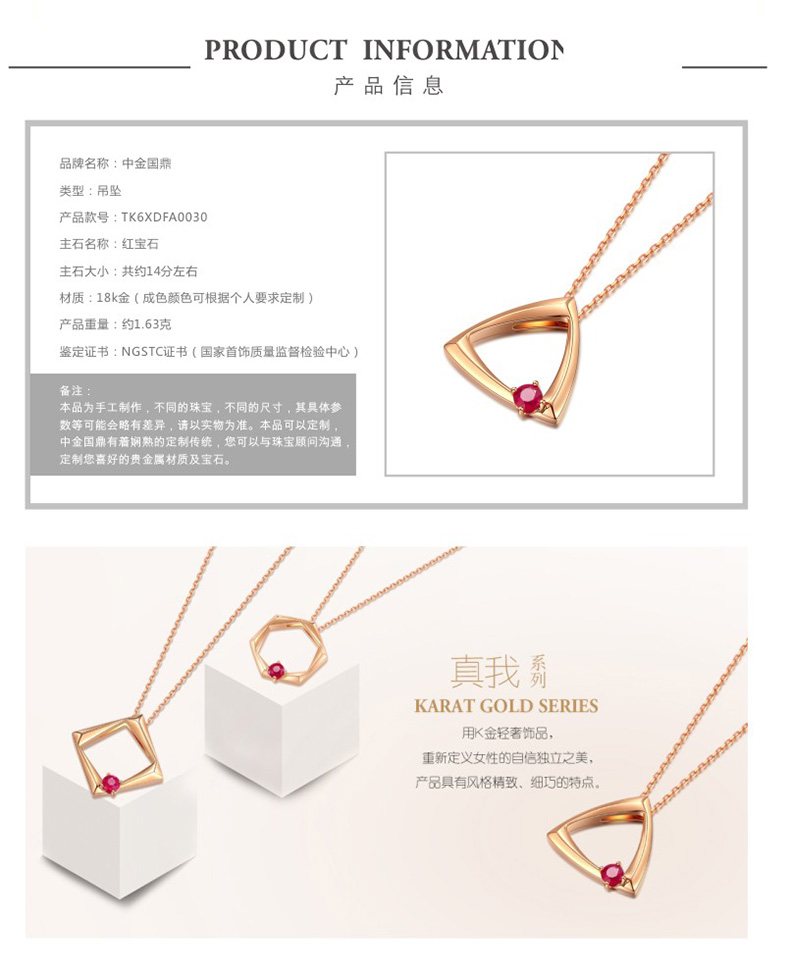 PRODUCT INFORMATION
产品信息
品牌名称：中金国鼎
类型：吊坠
产品款号：TK6XDFA0030
主石名称：红宝石
主石大小：共约14分左右
材质：18k金（成色颜色可根据个人要求定制）
产品重量：约1.63克
鉴定证书：NGSTC证书（国家首饰质量监督检验中心）
备注：
本品为手工制作，不同的珠宝，不同的尺寸，其具体参
数等可能会略有差异，请以实物为准。本品可以定制，
中金国鼎有着娴熟的定制传统，您可以与珠宝顾问沟通，
定制您喜好的贵金属材质及宝石。
真我系列
KARAT GOLD SERIES
用K金轻奢饰品，
重新定义女性的自信独立之美，
产品具有风格精致、细巧的特点。